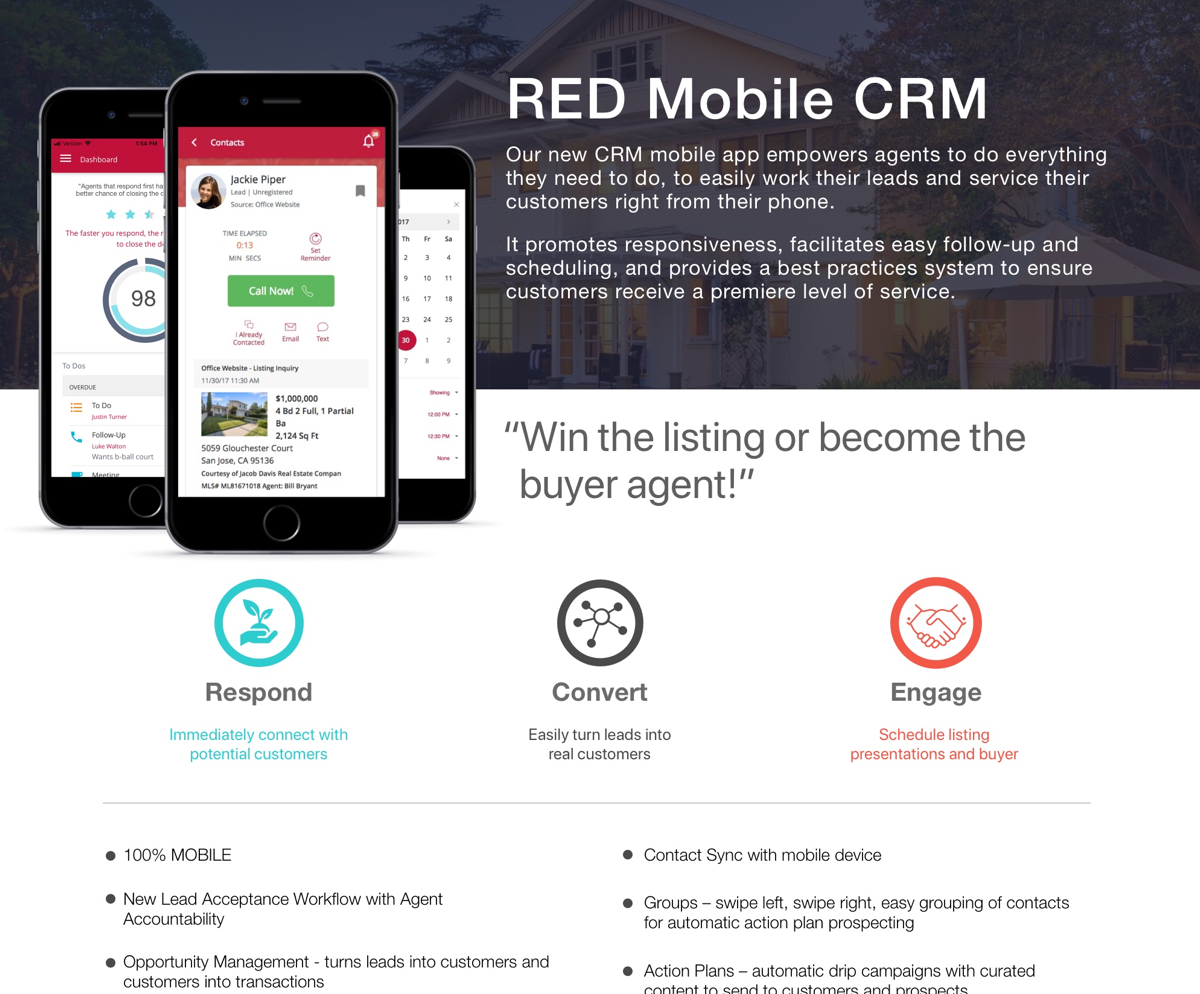 RED Mobile CRM
Our new CRM mobile app empowers agents to do everything
they need to do, to easily work their leads and service their
customers right from their phone.
It promotes responsiveness, facilitates easy follow-up and
scheduling, and provides a best practices system to ensure
customers receive a premiere level of service.
Verizon 1:54 PM
Dashboard
"Agents that respond first ha
better chance of closing the
The faster you respond, the
to close the
98
To Dos
OVERDUE
To Do
Justin Turner
Follow-Up
Luke Walton
Wants b-ball court
Meeting
Contacts
Jackie Piper
Lead | Unregistered
Source: Office Website
TIME ELAPSED
0:13
MIN SECS
Set
Reminder
Call Now!
I Already
Contacted
Email
Text
Office Website - Listing Inquiry
11/30/17 11:30 AM
$1,000,000
4 Bd 2 Full, 1 Partial
Ba
2,124 Sq Ft
5059 Glouchester Court
San Jose, CA 95136
Courtesy of Jacob Davis Real Estate Compan
MLS# ML81671018 Agent: Bill Bryant
017
Th Fr Sa
2 3 4
9 10 11
16 17 18
23 24 25
30 1 2
7 8 9
Showing
12:00 PM
12:30 PM
None
“Win the listing or become the
buyer agent!”
Respond
Immediately connect with
potential customers
Convert
Easily turn leads into
real customers
Engage
Schedule listing
presentations and buyer
100% MOBILE
New Lead Acceptance Workflow with Agent
Accountability
Opportunity Management - turns leads into customers and
customers into transactions
Contact Sync with mobile device
Groups – swipe left, swipe right, easy grouping of contacts
for automatic action plan prospecting
Action Plans – automatic drip campaigns with curated
content to send to customers and prospects